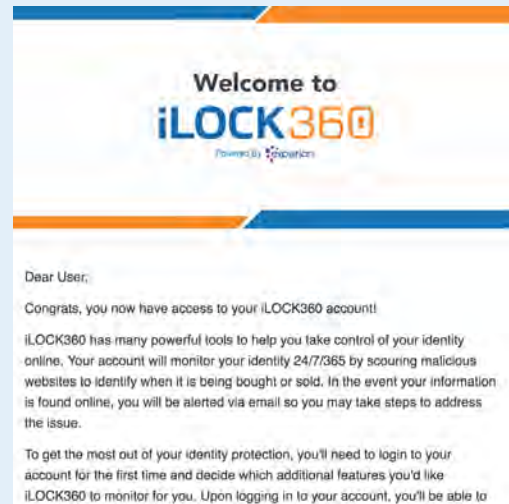 Welcome to
iLOCK360
Powered By experian
Dear User,
Congrats, you now have access to your iLOCK360 account!
iLOCK360 has many powerful tools to help you take control of your identity
online. Your account will monitor your identity 24/7/365 by scouring malicious
websites to identify when it is being bought or sold. In the event your information
is found online, you will be alerted via email so you may take steps to address
the issue.
To get the most out of your identity protection, you'll need to login to your
account for the first time and decide which additional features you'd like
iLOCK360 to monitor for you. Upon logging in to your account, you'll be able to